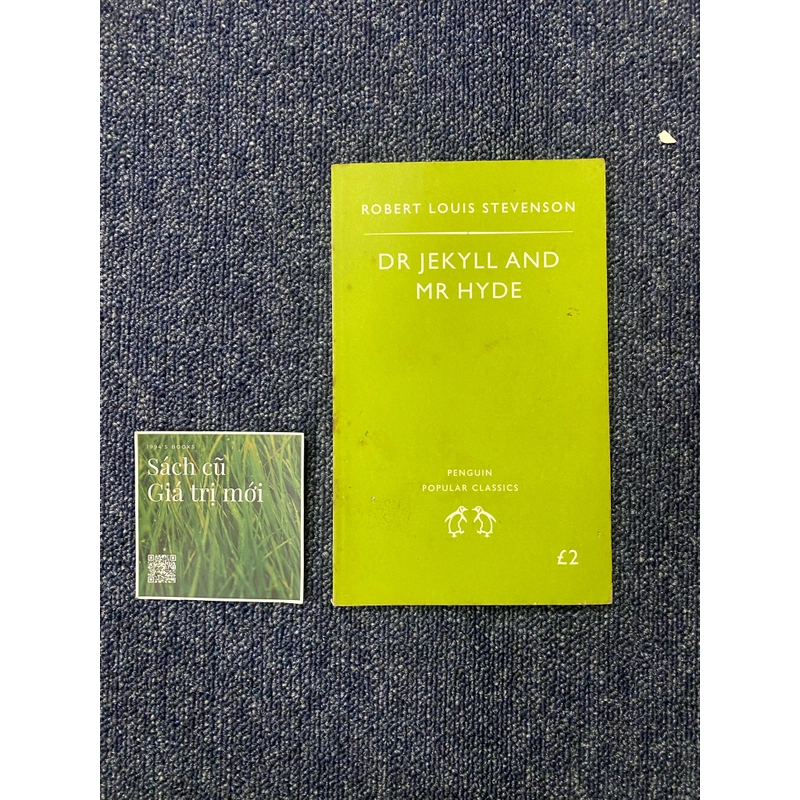 ROBERT LOUIS STEVENSON
DR JEKYLL AND
MR HYDE
PENGUIN
POPULAR CLASSICS
£2
1994'S BOOKS
Sách cũ
Giá trị mới